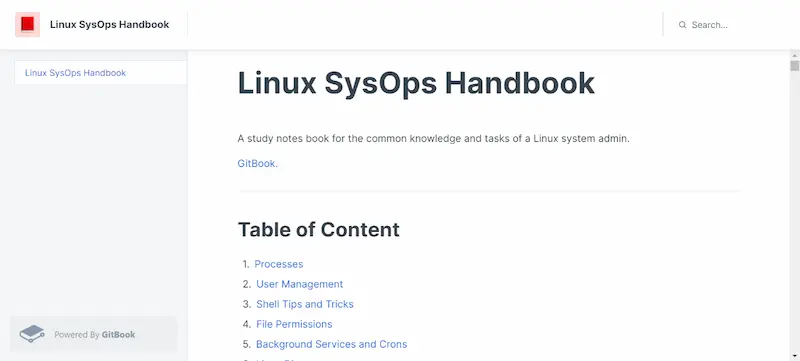 Linux SysOps Handbook
Search...
Linux SysOps Handbook
Linux SysOps Handbook
A study notes book for the common knowledge and tasks of a Linux system admin.
GitBook.
Table of Content
1. Processes
2. User Management
3. Shell Tips and Tricks
4. File Permissions
5. Background Services and Crons
Powered By GitBook